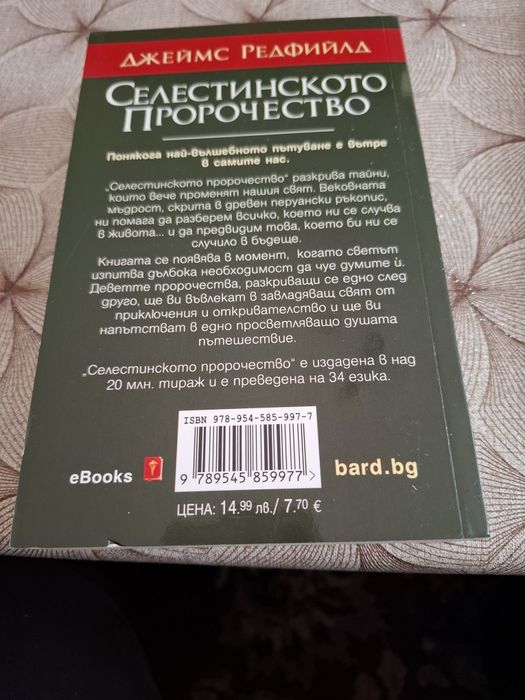 Джеймс Редфийлд
Селестинското
Пророчество
Понякога най-вълшебното пътуване е вътре
в самите нас.
„Селестинското пророчество“ разкрива тайни,
които вече променят нашия свят. Вековната
мъдрост, скрита в древен перуански ръкопис,
ни помага да разберем всичко, което ни се случва
в живота... и да предвидим това, което би ни се
случило в бъдеще.
Книгата се появява в момент, когато светът
изпитва дълбока необходимост да чуе думите ѝ.
Деветте пророчества, разкриващи се едно след
друго, ще ви въвлекат в завладяващ свят от
приключения и откривателство и ще ви
напътстват в едно просветляващо душата
пътешествие.
„Селестинското пророчество“ е издадена в над
20 млн. тираж и е преведена на 34 езика.
ISBN 978-954-585-997-7
9 789545 859977 >
eBooks
bard.bg
ЦЕНА: 14.99 лв./ 7.70 €